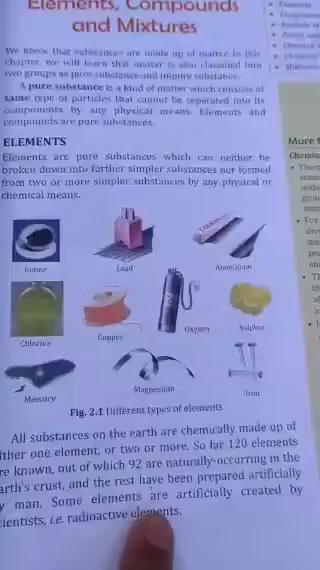 Elements, Compounds
and Mixtures
We know that substances are made up of matter. In this
chapter, we will learn that matter is also classified into
two groups as pure substance and impure substance.
A pure substance is a kind of matter which consists of
same type of particles that cannot be separated into its
components by any physical means. Elements and
compounds are pure substances.
ELEMENTS
Elements are pure substances which can neither be
broken down into further simpler substances nor formed
from two or more simpler substances by any physical or
chemical means.
Iodine
Lead
Aluminium
Chlorine
Copper
Oxygen
Sulphur
Mercury
Magnesium
Iron
Fig. 2.1 Different types of elements
All substances on the earth are chemically made up of
either one element, or two or more. So far 120 elements
re known, out of which 92 are naturally-occurring in the
arth's crust, and the rest have been prepared artificially
y man. Some elements are artificially created by
cientists, i.e. radioactive elements.
More t